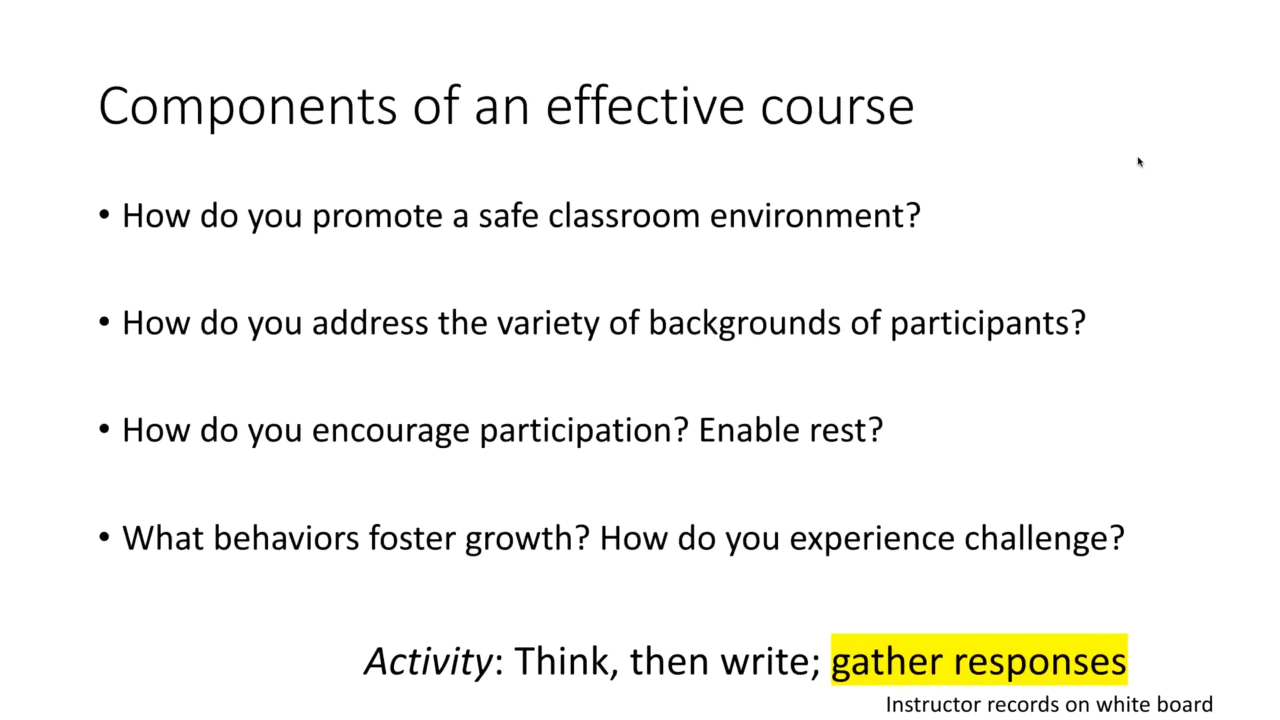 Components of an effective course
• How do you promote a safe classroom environment?
• How do you address the variety of backgrounds of participants?
• How do you encourage participation? Enable rest?
• What behaviors foster growth? How do you experience challenge?
Activity: Think, then write; gather responses
Instructor records on white board